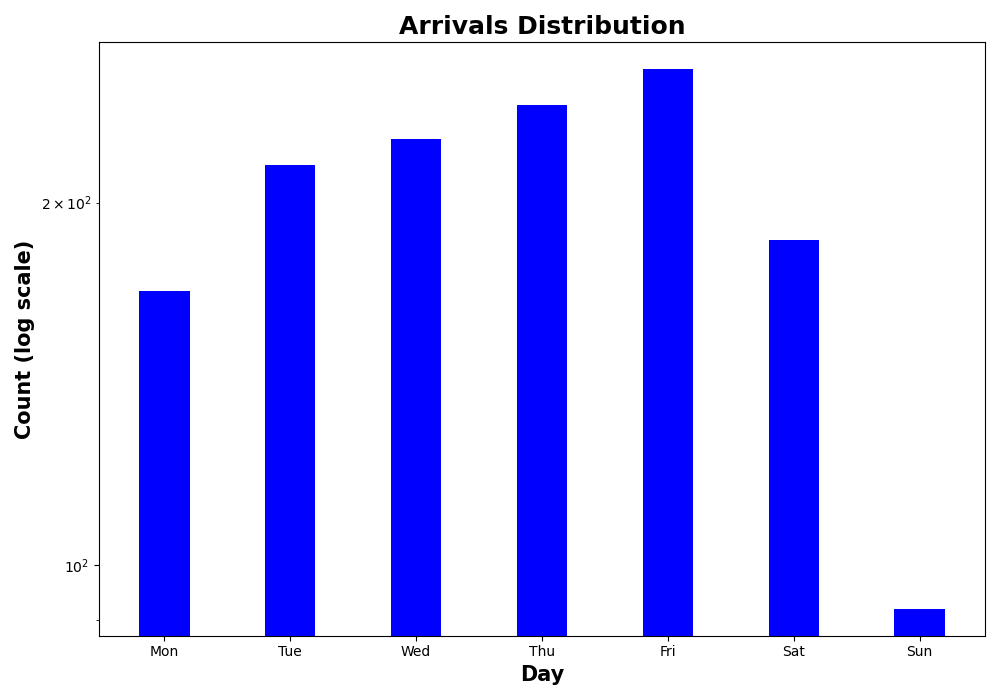 Arrivals Distribution
Count (log scale)
2 × 10²
10²
Mon Tue Wed Thu Fri Sat Sun
Day